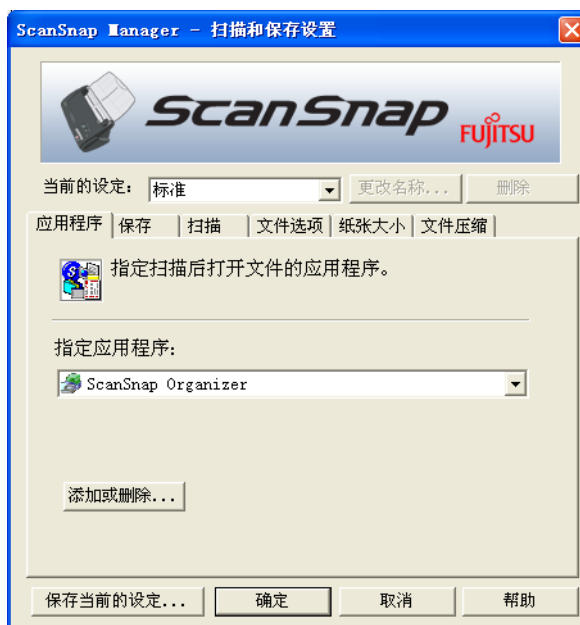 ScanSnap Manager - 扫描和保存设置
ScanSnap
FUJITSU
当前的设定: 标准 更改名称... 删除
应用程序 保存 扫描 文件选项 纸张大小 文件压缩
指定扫描后打开文件的应用程序。
指定应用程序:
ScanSnap Organizer
添加或删除...
保存当前的设定... 确定 取消 帮助